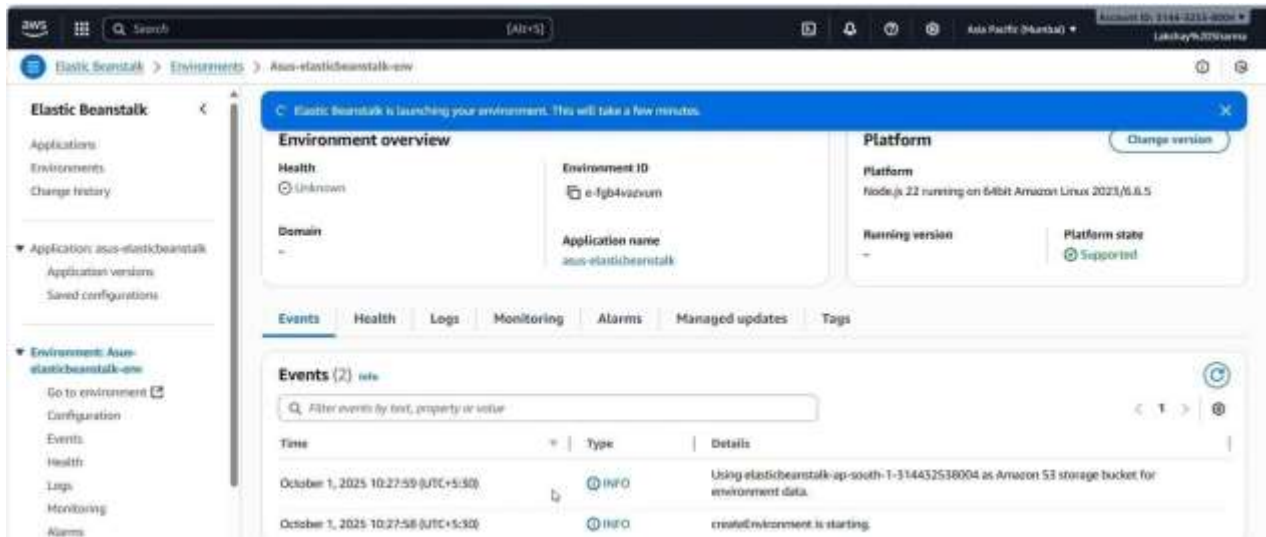 aws
Search
[Alt+S]
Asia Pacific (Mumbai)
Elastic Beanstalk > Environments > Asus-elasticbeanstalk-env
Elastic Beanstalk
Applications
Environments
Change history
Application: asus-elasticbeanstalk
Application versions
Saved configurations
Environment: Asus-
elasticbeanstalk-env
Go to environment
Configuration
Events
Health
Logs
Monitoring
Alarms
Elastic Beanstalk is launching your environment. This will take a few minutes.
Environment overview
Health
Unknown
Environment ID
e-fgb4vazvum
Domain
–
Application name
asus-elasticbeanstalk
Platform
Change version
Platform
Node.js 22 running on 64bit Amazon Linux 2023/6.6.5
Running version
–
Platform state
Supported
Events Health Logs Monitoring Alarms Managed updates Tags
Events (2) Info
Filter events by text, property or value
1
Time Type Details
October 1, 2025 10:27:59 (UTC+5:30) INFO Using elasticbeanstalk-ap-south-1-314432538004 as Amazon S3 storage bucket for
environment data.
October 1, 2025 10:27:58 (UTC+5:30) INFO createEnvironment is starting.